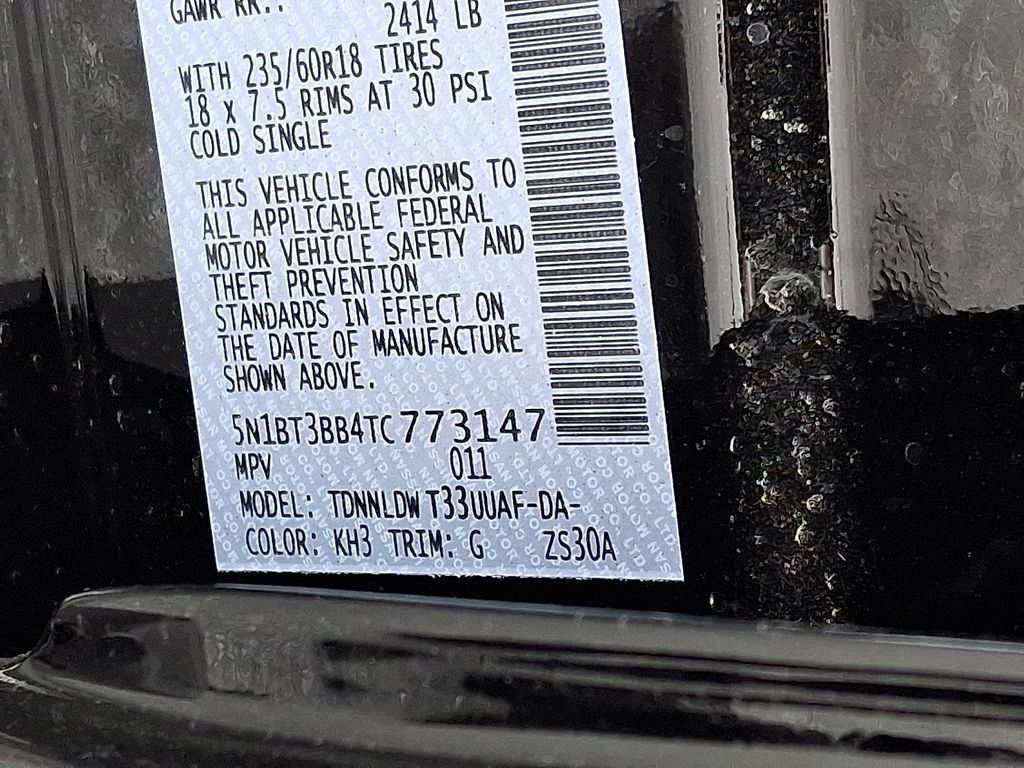 GAWR RR.:
2414 LB
WITH 235/60R18 TIRES
18 x 7.5 RIMS AT 30 PSI
COLD SINGLE
THIS VEHICLE CONFORMS TO
ALL APPLICABLE FEDERAL
MOTOR VEHICLE SAFETY AND
THEFT PREVENTION
STANDARDS IN EFFECT ON
THE DATE OF MANUFACTURE
SHOWN ABOVE.
5N1BT3BB4TC773147
MPV 011
MODEL: TDNNLDW T33UUAF-DA-
COLOR: KH3 TRIM: G ZS30A